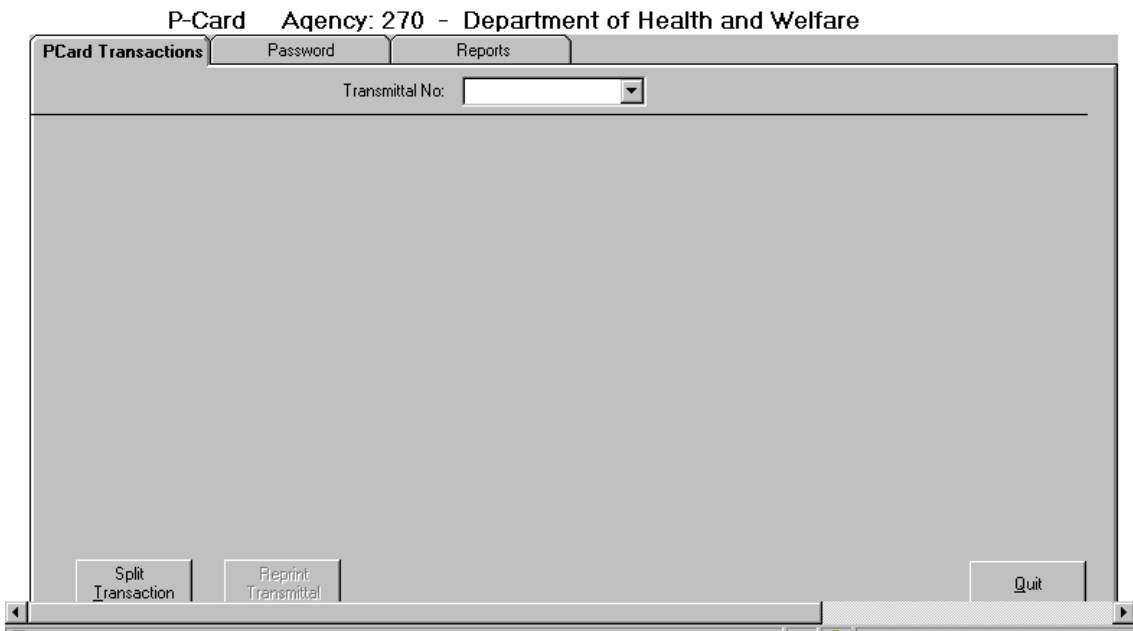 P-Card Agency: 270 - Department of Health and Welfare
PCard Transactions Password Reports
Transmittal No:
Split Reprint
Transaction Transmittal Quit